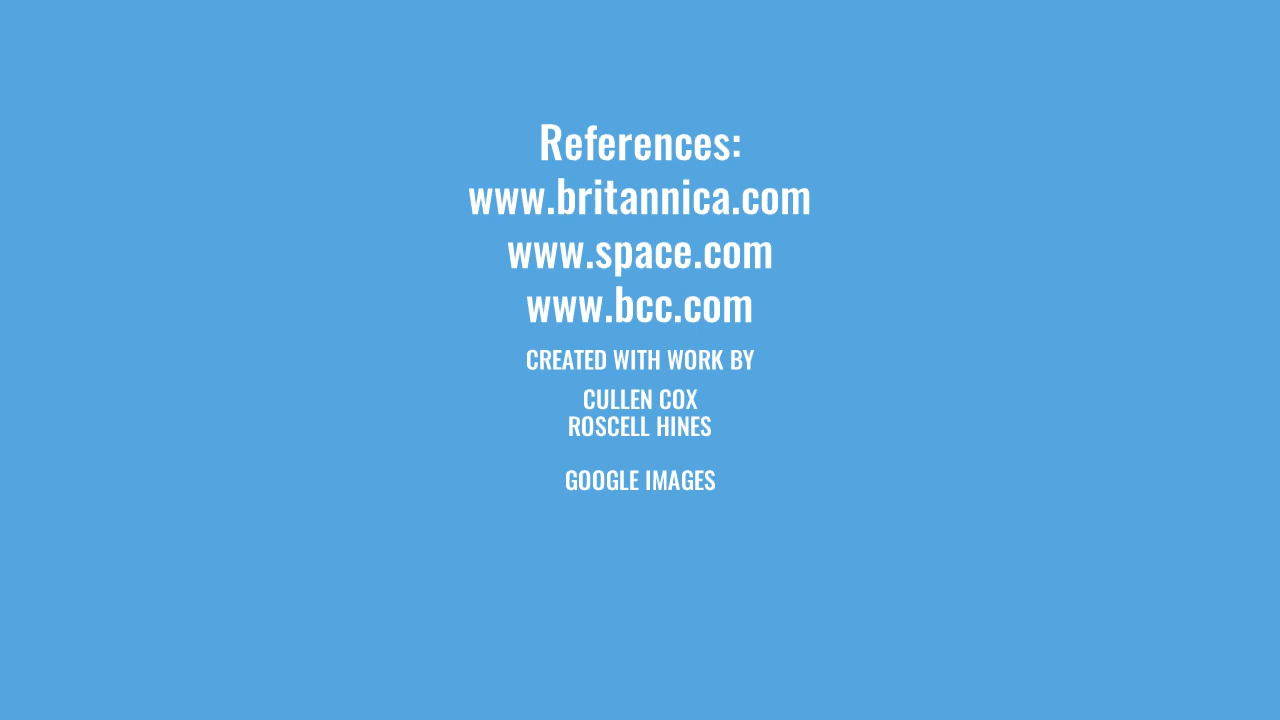 References:
www.britannica.com
www.space.com
www.bcc.com
CREATED WITH WORK BY
CULLEN COX
ROSCELL HINES
GOOGLE IMAGES